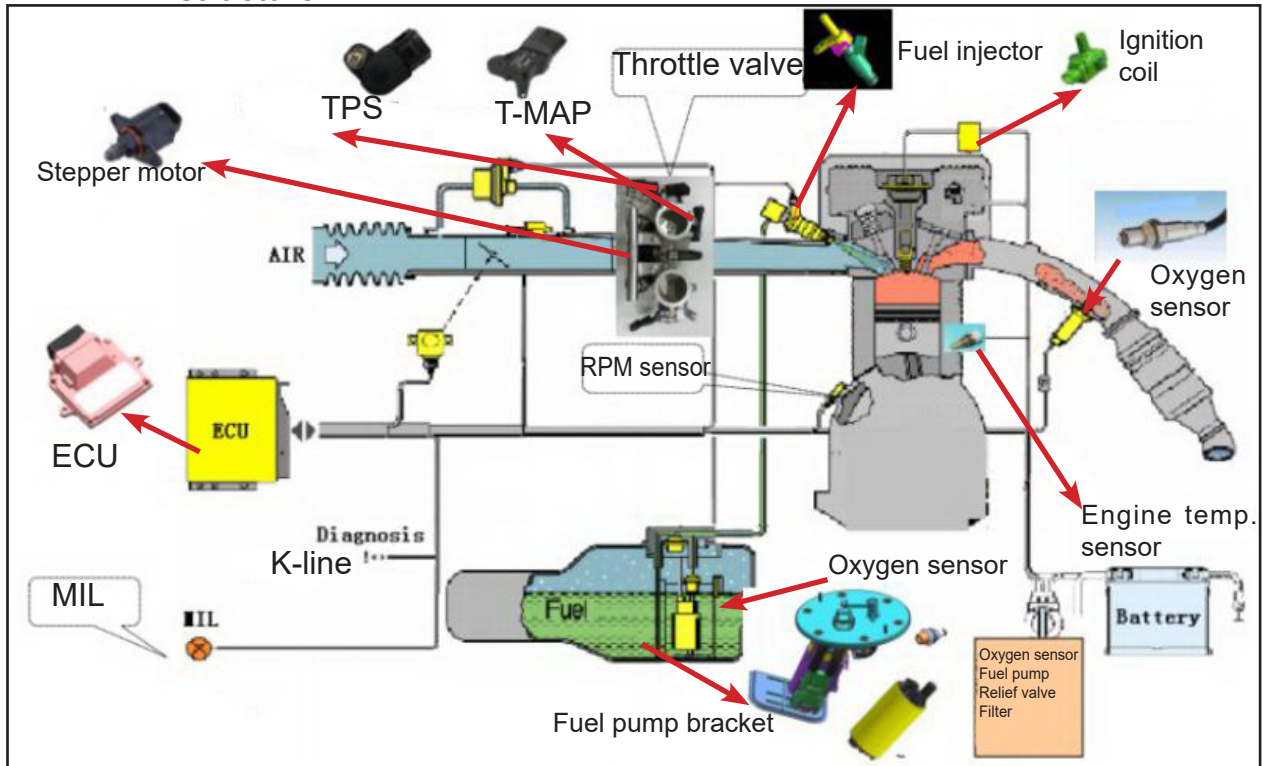 Fuel injector
Ignition
coil
Throttle valve
TPS
T-MAP
Stepper motor
AIR
Oxygen
sensor
RPM sensor
ECU
ECU
Engine temp.
sensor
Diagnosis
K-line
Oxygen sensor
MIL
MIL
Fuel
Battery
Oxygen sensor
Fuel pump
Relief valve
Filter
Fuel pump bracket